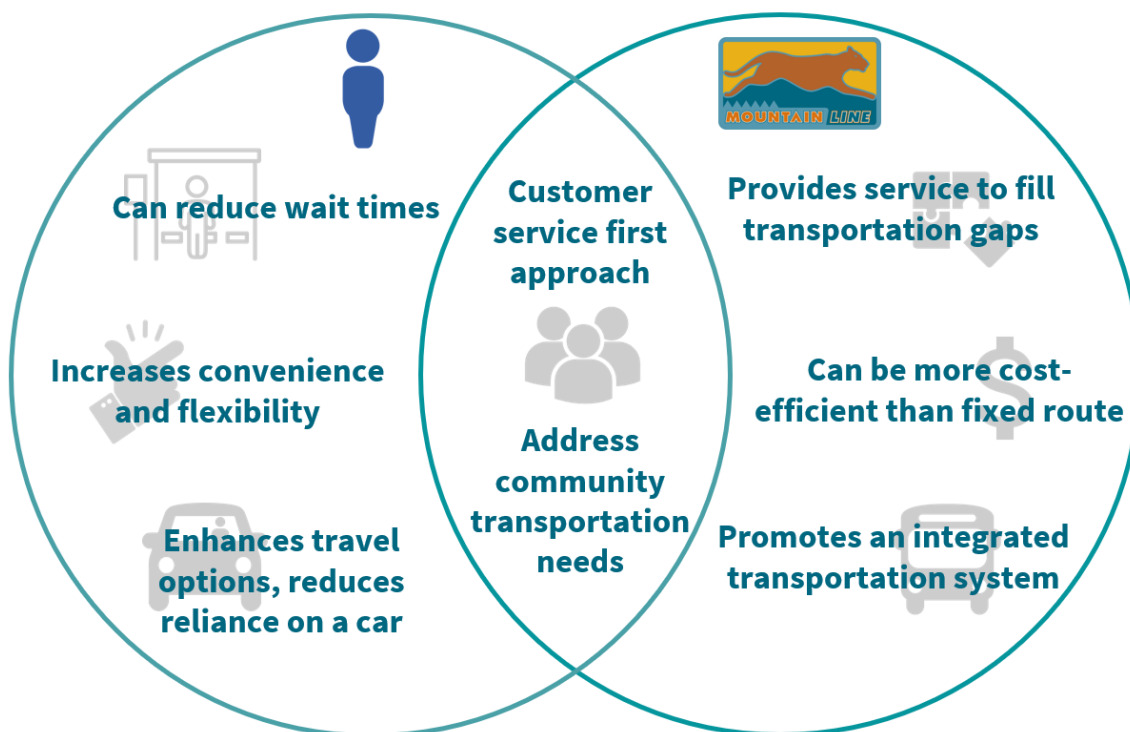 MOUNTAIN LINE
Can reduce wait times
Increases convenience
and flexibility
Enhances travel
options, reduces
reliance on a car
Customer
service first
approach
Address
community
transportation
needs
Provides service to fill
transportation gaps
Can be more cost-
efficient than fixed route
Promotes an integrated
transportation system